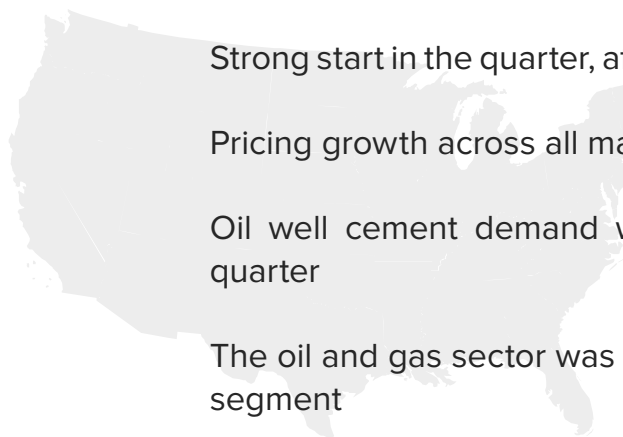 Strong start in the quarter,
Pricing growth across all
Oil well cement demand
quarter
The oil and gas sector was
segment